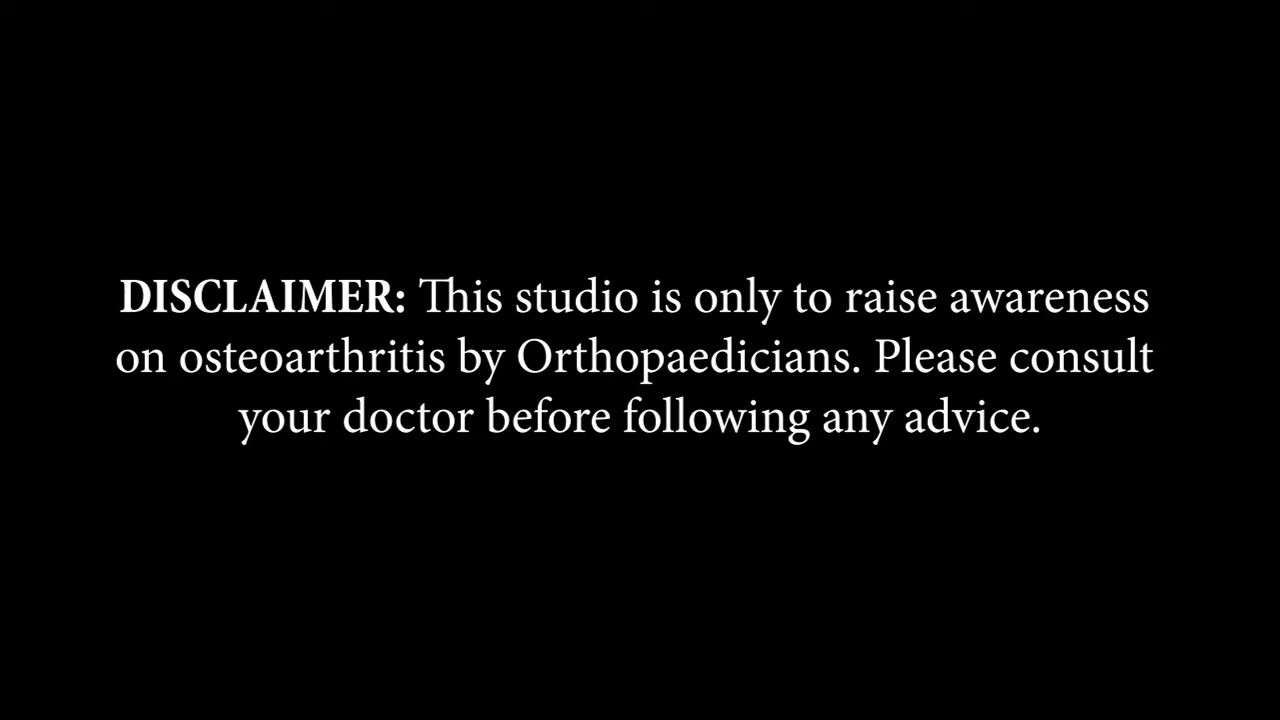 DISCLAIMER: This studio is only to raise awareness
on osteoarthritis by Orthopaedicians. Please consult
your doctor before following any advice.